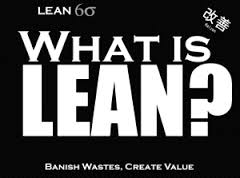 LEAN 6σ
改善
WHAT IS
LEAN?
BANISH WASTES, CREATE VALUE